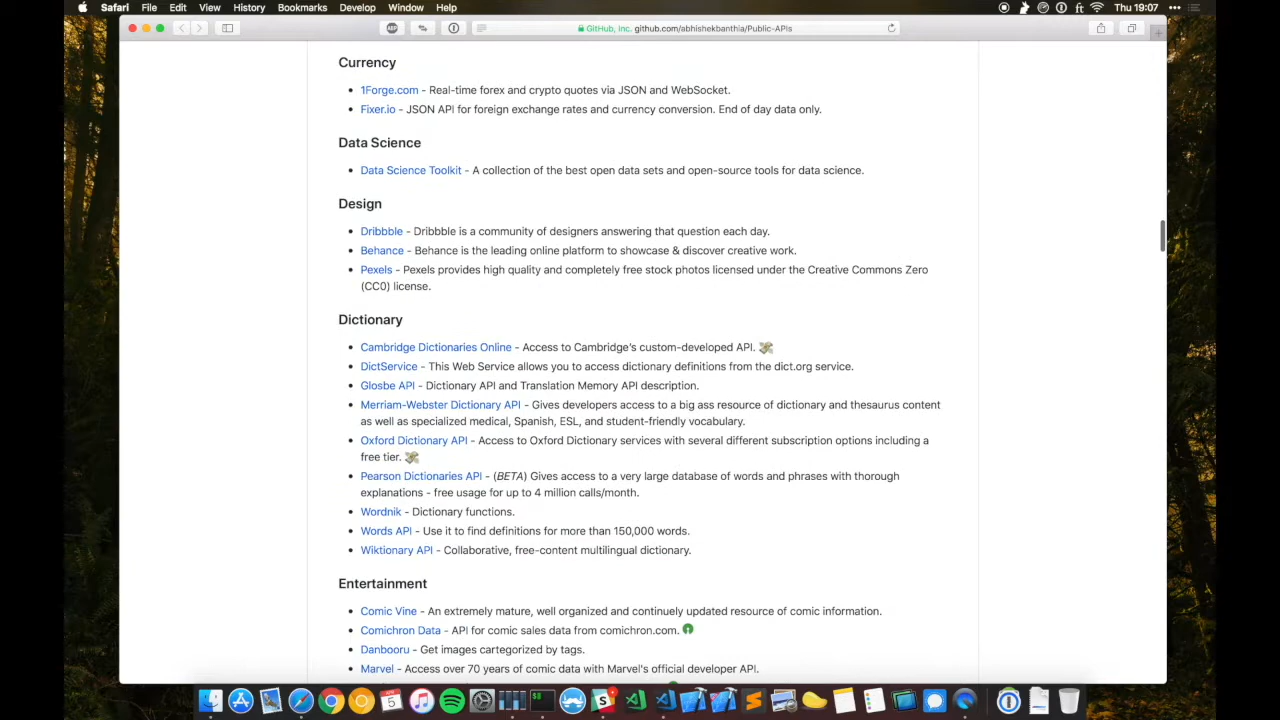 Safari File Edit View History Bookmarks Develop Window Help Thu 19:07
GitHub, Inc. github.com/abhishekbanthia/Public-APIs
Currency
1Forge.com - Real-time forex and crypto quotes via JSON and WebSocket.
Fixer.io - JSON API for foreign exchange rates and currency conversion. End of day data only.
Data Science
Data Science Toolkit - A collection of the best open data sets and open-source tools for data science.
Design
Dribbble - Dribbble is a community of designers answering that question each day.
Behance - Behance is the leading online platform to showcase & discover creative work.
Pexels - Pexels provides high quality and completely free stock photos licensed under the Creative Commons Zero
(CC0) license.
Dictionary
Cambridge Dictionaries Online - Access to Cambridge's custom-developed API.
DictService - This Web Service allows you to access dictionary definitions from the dict.org service.
Glosbe API - Dictionary API and Translation Memory API description.
Merriam-Webster Dictionary API - Gives developers access to a big ass resource of dictionary and thesaurus content
as well as specialized medical, Spanish, ESL, and student-friendly vocabulary.
Oxford Dictionary API - Access to Oxford Dictionary services with several different subscription options including a
free tier.
Pearson Dictionaries API - (BETA) Gives access to a very large database of words and phrases with thorough
explanations - free usage for up to 4 million calls/month.
Wordnik - Dictionary functions.
Words API - Use it to find definitions for more than 150,000 words.
Wiktionary API - Collaborative, free-content multilingual dictionary.
Entertainment
Comic Vine - An extremely mature, well organized and continuely updated resource of comic information.
Comichron Data - API for comic sales data from comichron.com.
Danbooru - Get images cartegorized by tags.
Marvel - Access over 70 years of comic data with Marvel's official developer API.
5